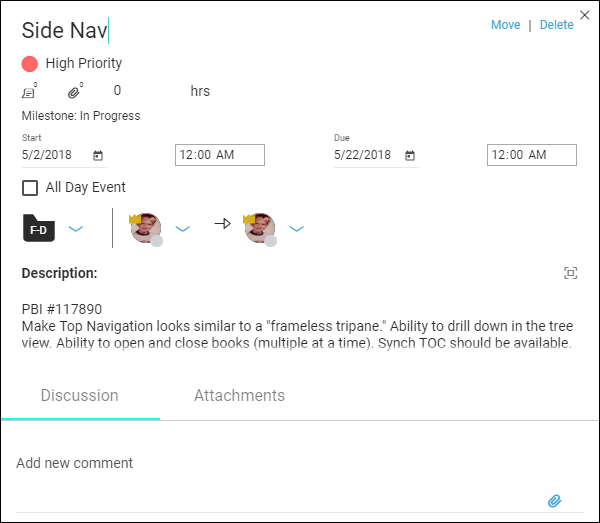 Side Nav
Move | Delete
High Priority
0 0 0 hrs
Milestone: In Progress
Start Due
5/2/2018 12:00 AM 5/22/2018 12:00 AM
All Day Event
F-D
Description:
PBI #117890
Make Top Navigation looks similar to a "frameless tripane." Ability to drill down in the tree
view. Ability to open and close books (multiple at a time). Synch TOC should be available.
Discussion Attachments
Add new comment